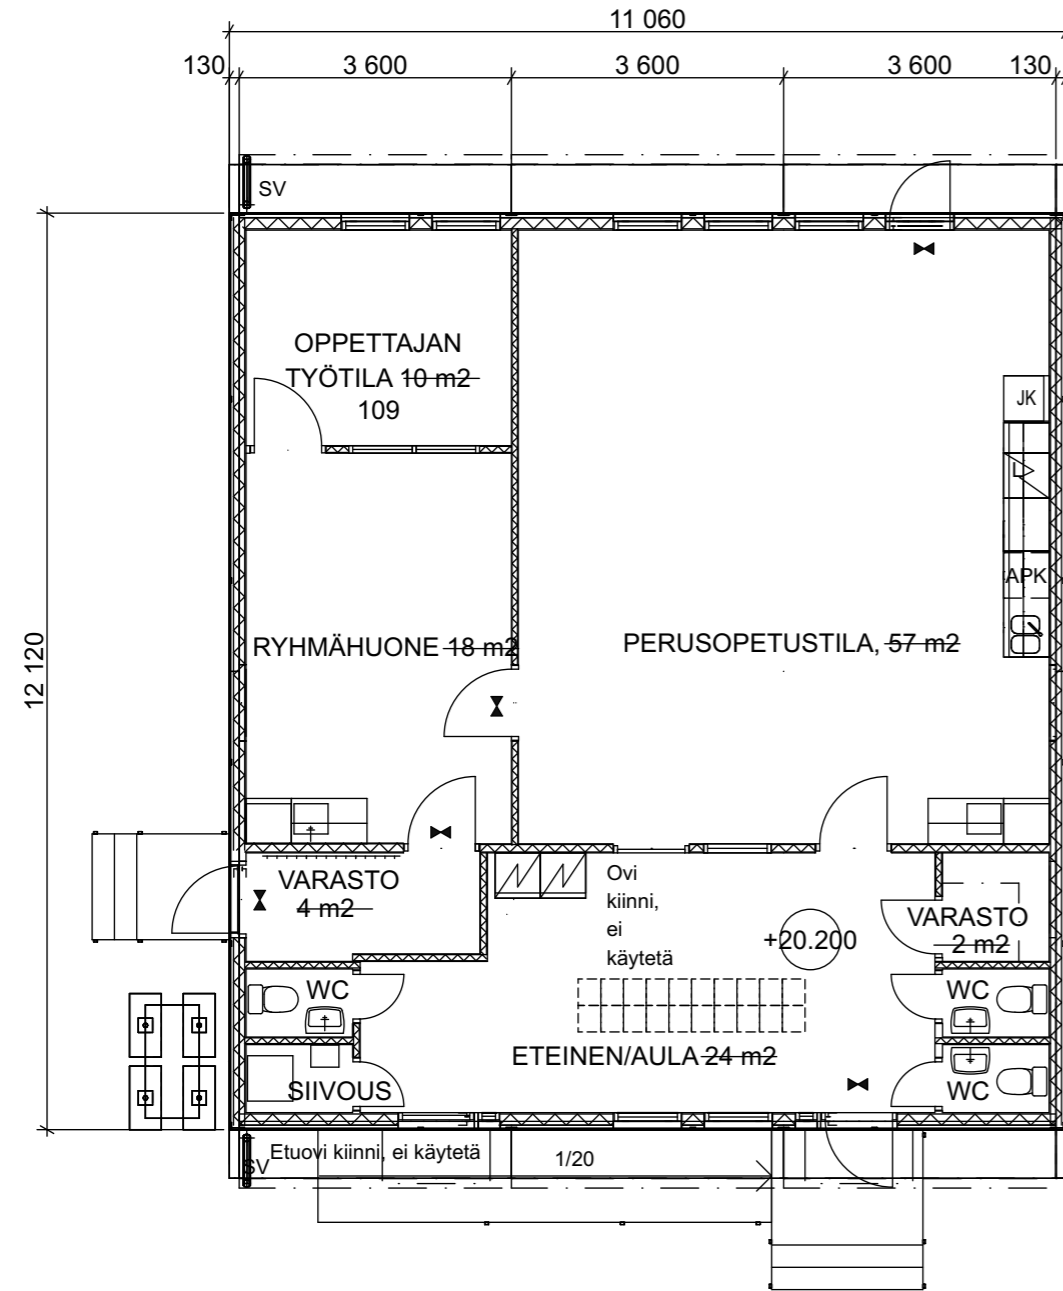 11 060
130 3 600 3 600 3 600 130
SV
OPPETTAJAN
TYÖTILA 10 m2
109
JK
APK
12 120
RYHMÄHUONE 18 m2
PERUSOPETUSTILA, 57 m2
VARASTO
4 m2
Ovi
kiinni,
ei
käytetä
+20.200
VARASTO
2 m2
WC
WC
ETEINEN/AULA 24 m2
SIIVOUS
WC
SV
Etuovi kiinni, ei käytetä
1/20